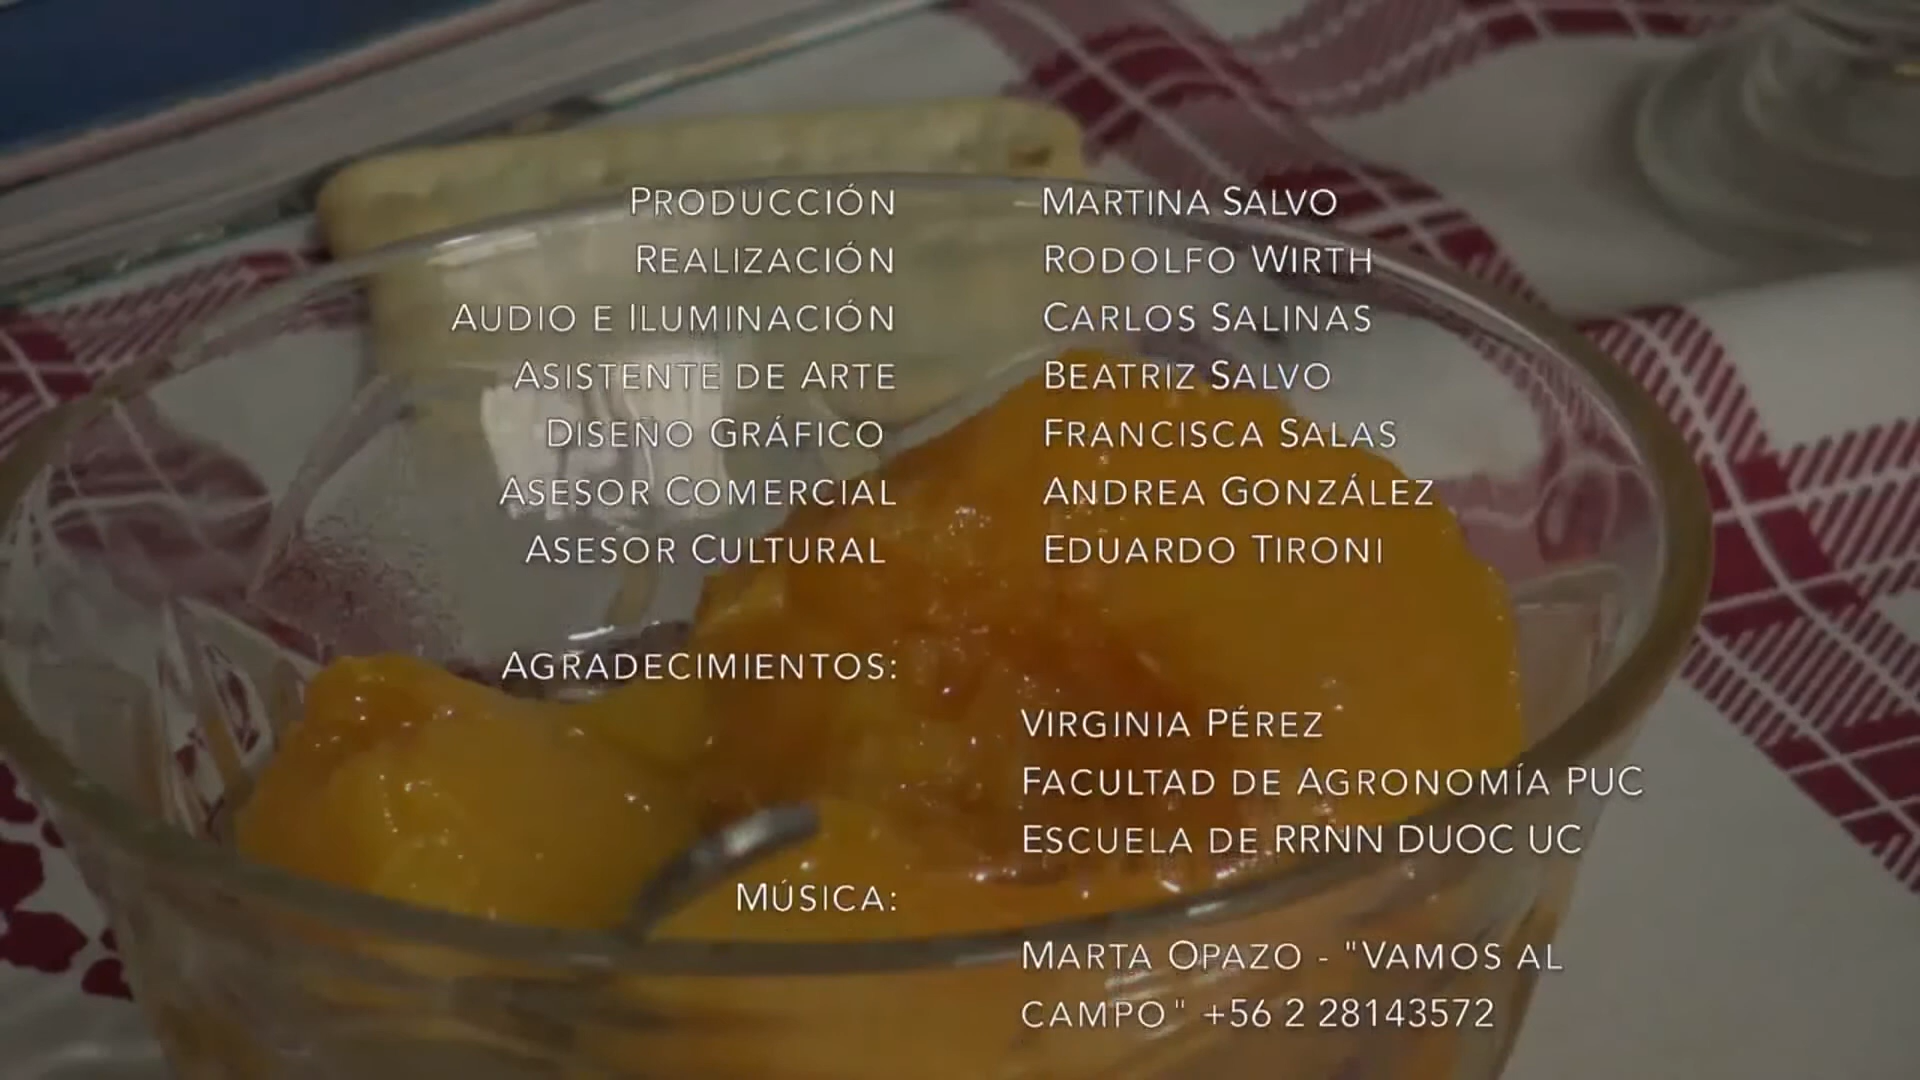 PRODUCCIÓN MARTINA SALVO
REALIZACIÓN RODOLFO WIRTH
AUDIO E ILUMINACIÓN CARLOS SALINAS
ASISTENTE DE ARTE BEATRIZ SALVO
DISEÑO GRÁFICO FRANCISCA SALAS
ASESOR COMERCIAL ANDREA GONZÁLEZ
ASESOR CULTURAL EDUARDO TIRONI
AGRADECIMIENTOS:
VIRGINIA PÉREZ
FACULTAD DE AGRONOMÍA PUC
ESCUELA DE RRNN DUOC UC
MÚSICA:
MARTA OPAZO - "VAMOS AL
CAMPO" +56 2 28143572